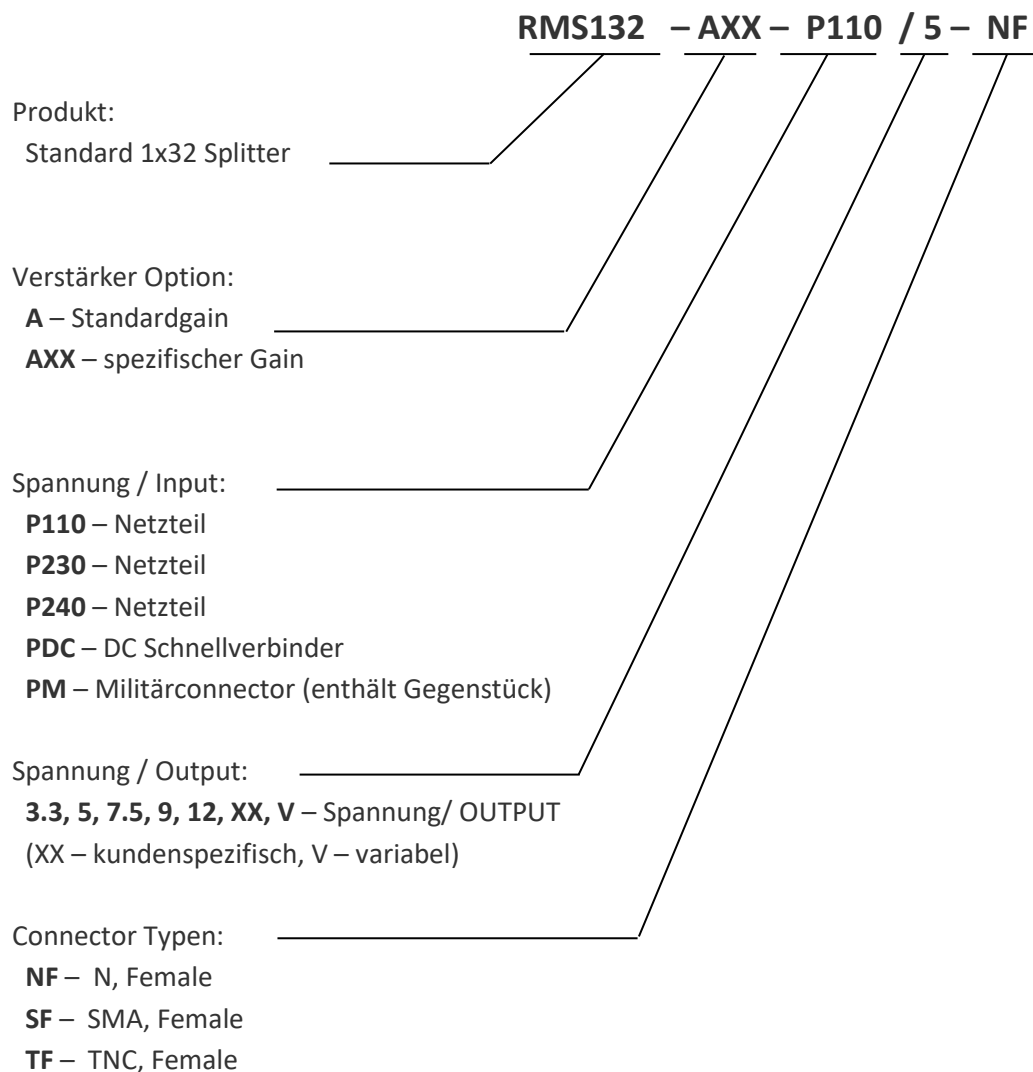 RMS132 – AXX – P110 / 5 – NF
Produkt:
Standard 1x32 Splitter
Verstärker Option:
A – Standardgain
AXX – spezifischer Gain
Spannung / Input:
P110 – Netzteil
P230 – Netzteil
P240 – Netzteil
PDC – DC Schnellverbinder
PM – Militärconnector (enthält Gegenstück)
Spannung / Output:
3.3, 5, 7.5, 9, 12, XX, V – Spannung/ OUTPUT
(XX – kundenspezifisch, V – variabel)
Connector Typen:
NF – N, Female
SF – SMA, Female
TF – TNC, Female